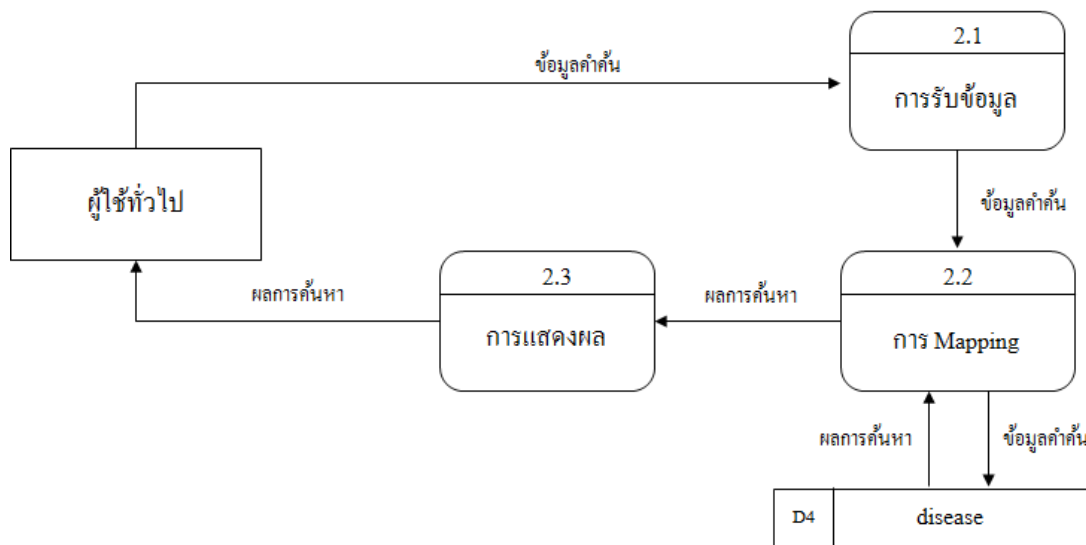 2.1
ข้อมูลคำค้น
การรับข้อมูล
ผู้ใช้ทั่วไป
ข้อมูลคำค้น
2.3
2.2
ผลการค้นหา
ผลการค้นหา
การแสดงผล
การ Mapping
ผลการค้นหา
ข้อมูลคำค้น
D4
disease